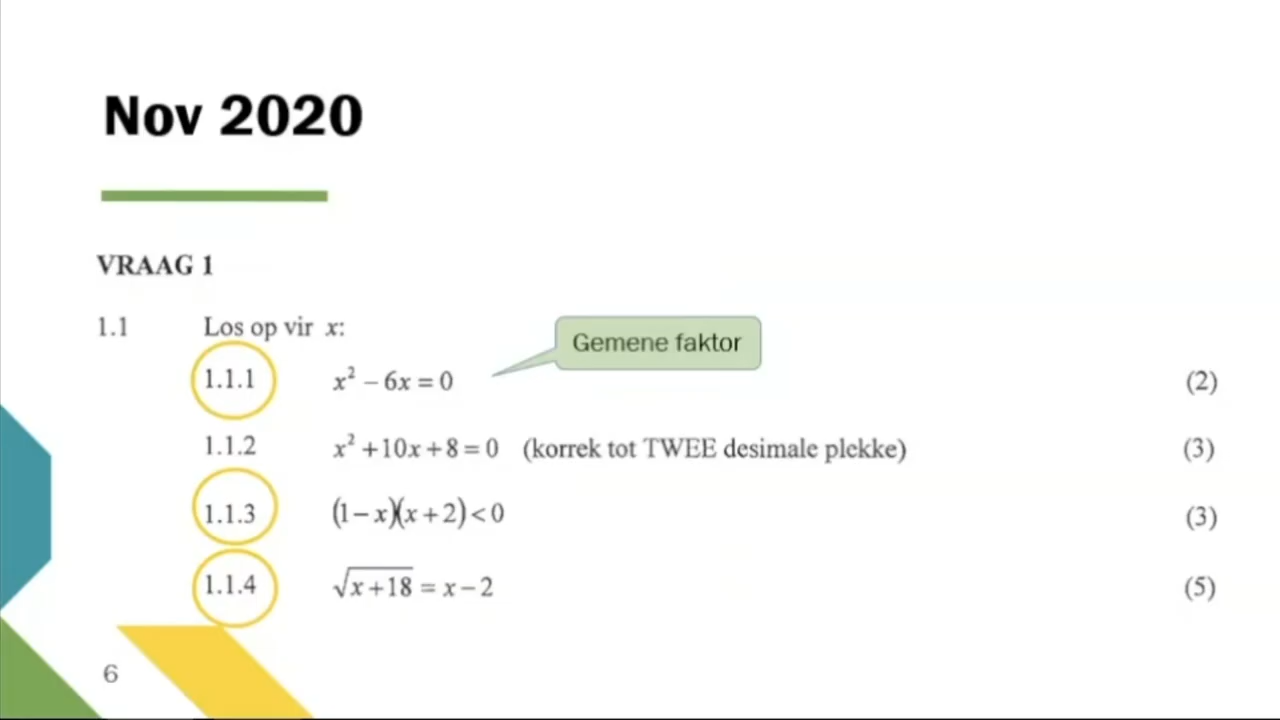 Nov 2020
VRAAG 1
1.1 Los op vir x:
Gemene faktor
1.1.1 x² – 6x = 0 (2)
1.1.2 x² + 10x + 8 = 0 (korrek tot TWEE desimale plekke) (3)
1.1.3 (1 – x)(x + 2) < 0 (3)
1.1.4 √(x + 18) = x – 2 (5)
6